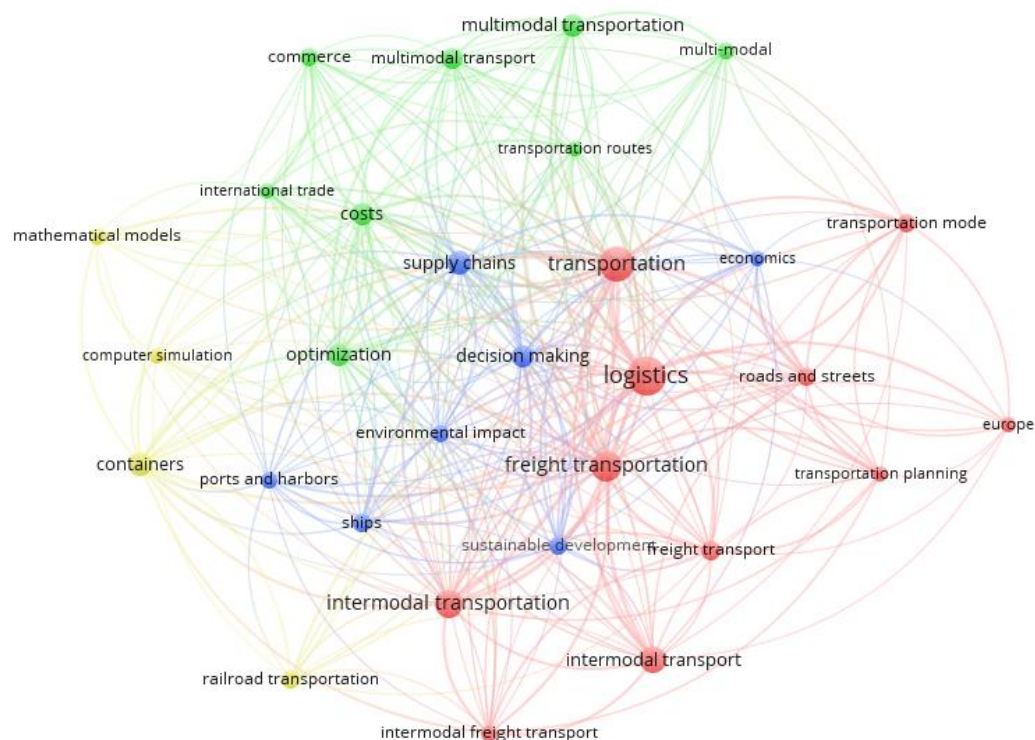 multimodal transportation
commerce
multimodal transport
multi-modal
transportation routes
international trade
costs
transportation mode
mathematical models
supply chains
transportation
economics
computer simulation
optimization
decision making
logistics
roads and streets
europe
environmental impact
containers
freight transportation
ports and harbors
transportation planning
ships
sustainable development
freight transport
intermodal transportation
intermodal transport
railroad transportation
intermodal freight transport